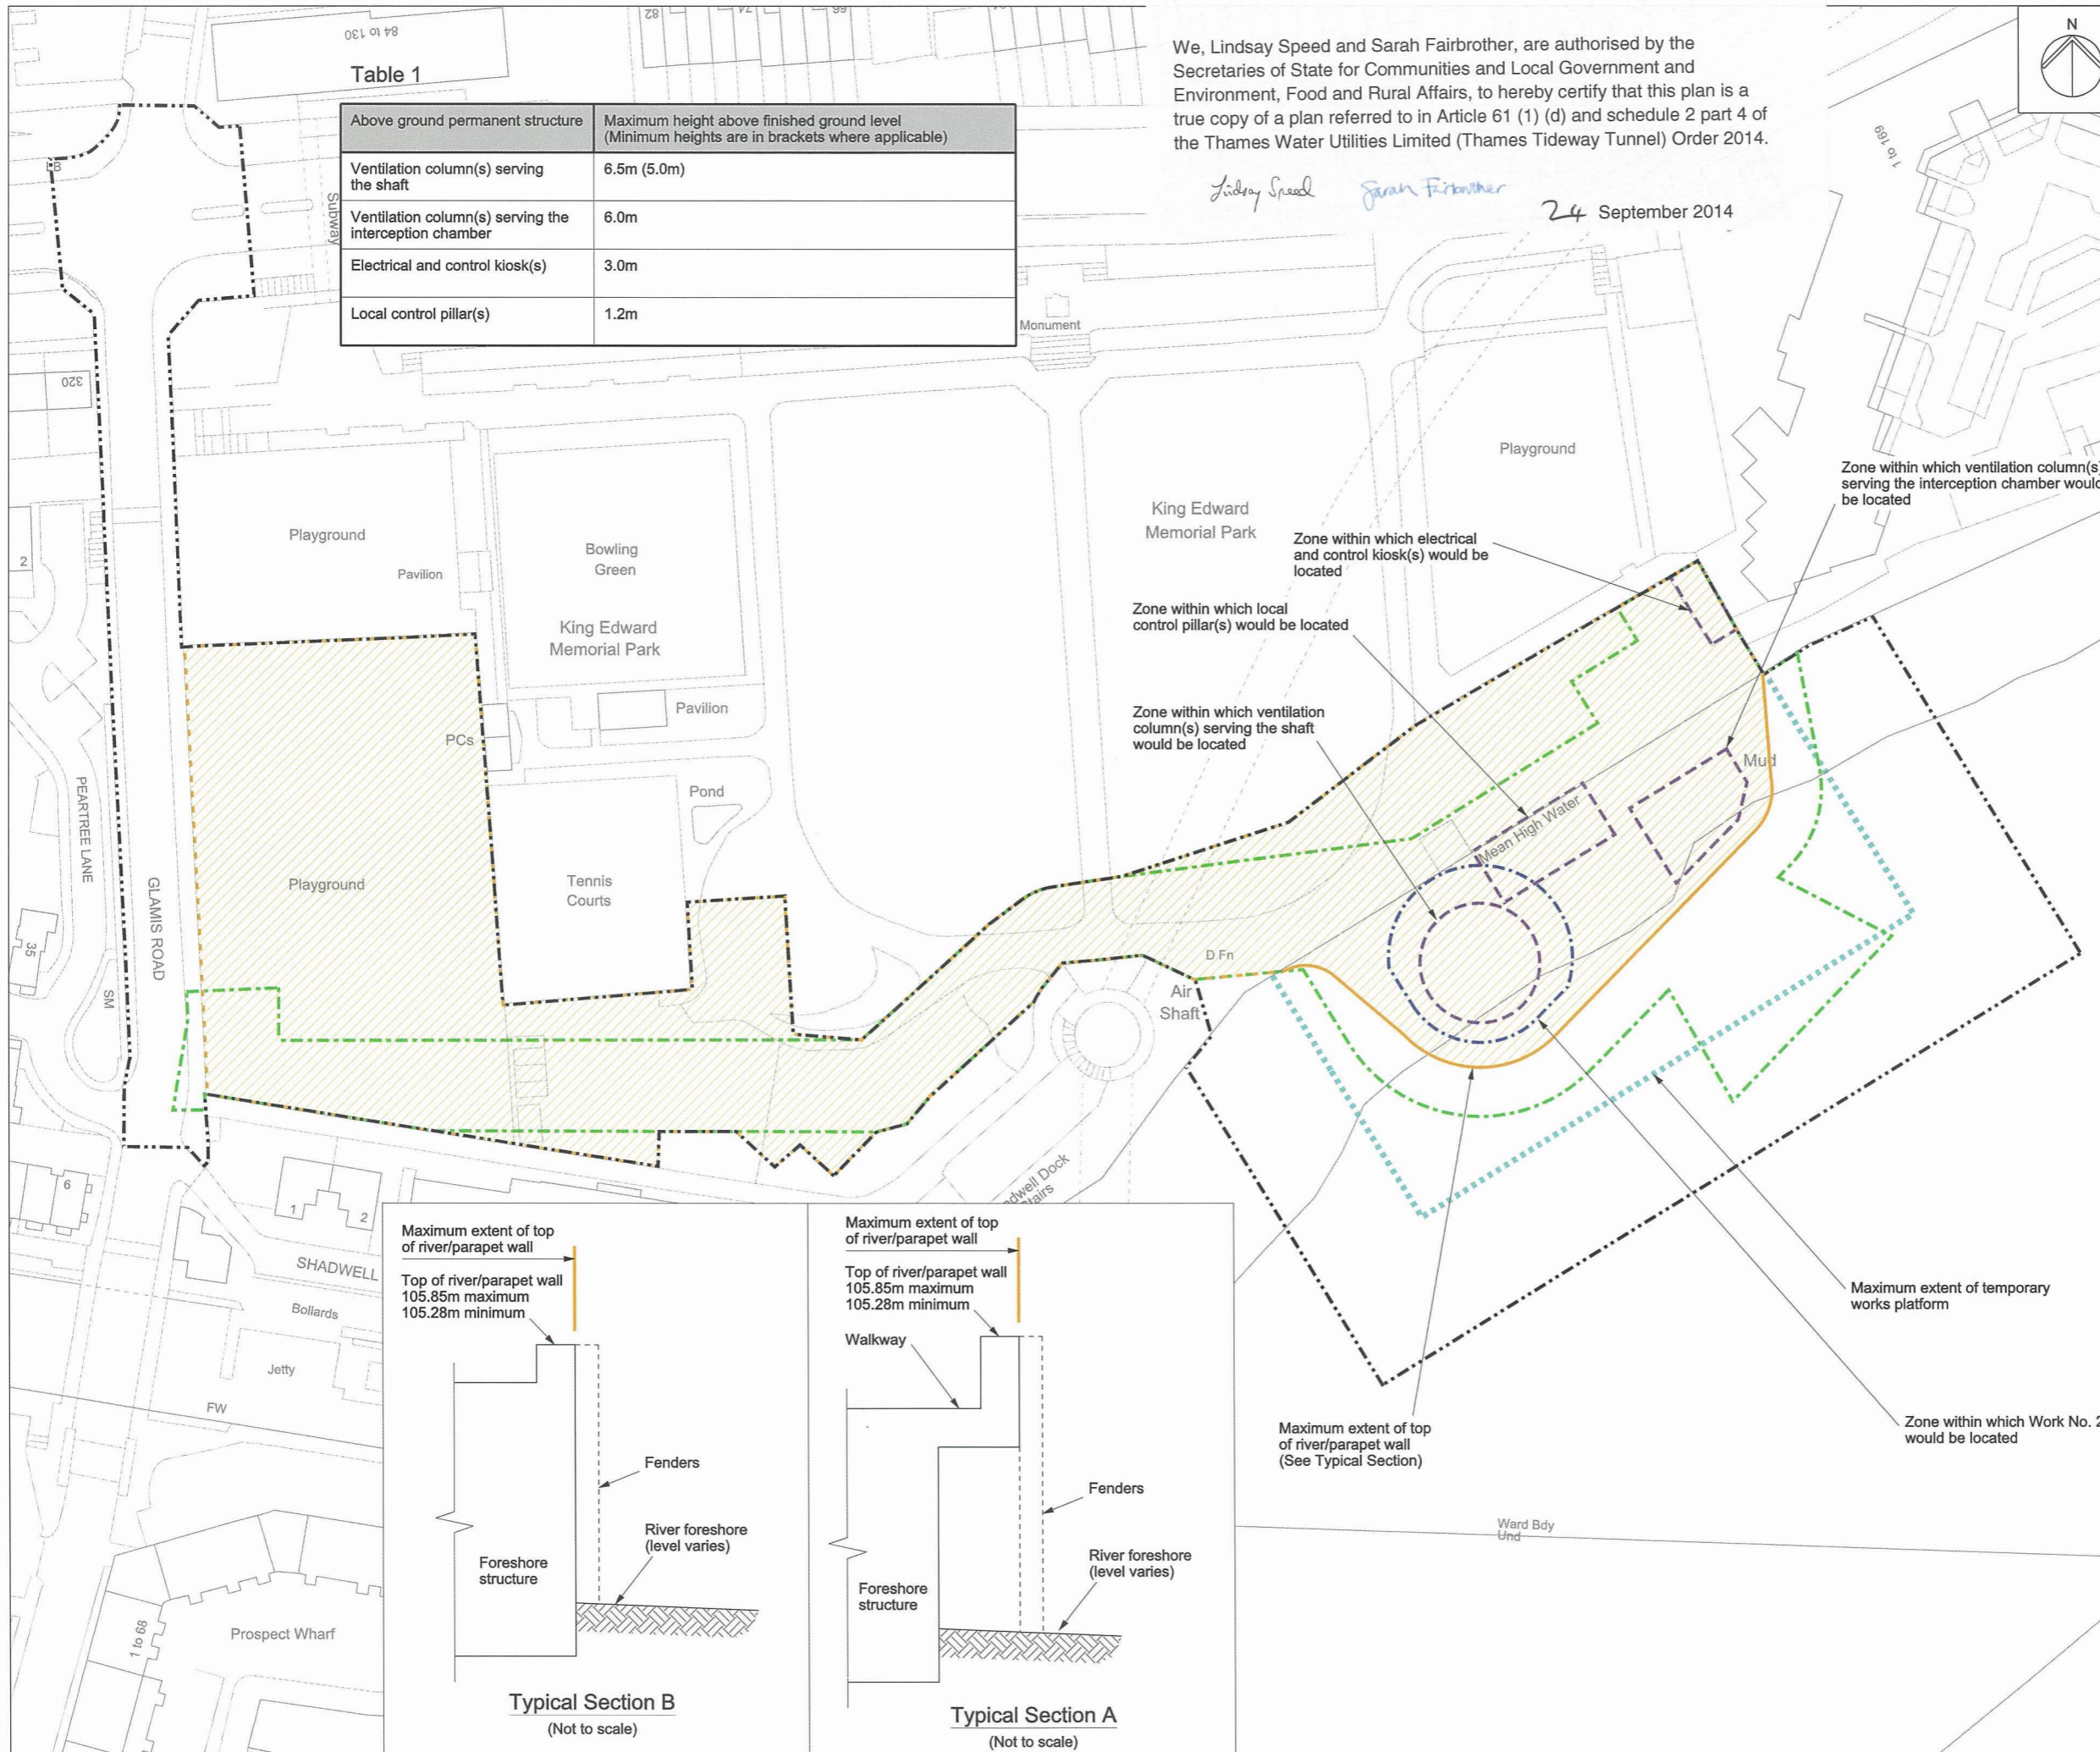 84 to 130
82
74
66
Table 1
Above ground permanent structure
Maximum height above finished ground level
(Minimum heights are in brackets where applicable)
Ventilation column(s) serving
the shaft
6.5m (5.0m)
Ventilation column(s) serving the
interception chamber
6.0m
Electrical and control kiosk(s)
3.0m
Local control pillar(s)
1.2m
We, Lindsay Speed and Sarah Fairbrother, are authorised by the
Secretaries of State for Communities and Local Government and
Environment, Food and Rural Affairs, to hereby certify that this plan is a
true copy of a plan referred to in Article 61 (1) (d) and schedule 2 part 4 of
the Thames Water Utilities Limited (Thames Tideway Tunnel) Order 2014.
Lindsay Speed
Sarah Fairbrother
24 September 2014
N
1 to 169
Subway
Monument
320
2
Playground
Pavilion
Bowling
Green
King Edward
Memorial Park
Pavilion
PCs
Pond
Tennis
Courts
Playground
PEARTREE LANE
GLAMIS ROAD
35
SM
King Edward
Memorial Park
Playground
Zone within which ventilation column(s)
serving the interception chamber would
be located
Zone within which electrical
and control kiosk(s) would be
located
Zone within which local
control pillar(s) would be located
Zone within which ventilation
column(s) serving the shaft
would be located
Mud
Mean High Water
D Fn
Air
Shaft
6
1
2
SHADWELL
Bollards
Jetty
FW
1 to 68
Prospect Wharf
adwell Dock
tairs
Maximum extent of top
of river/parapet wall
Top of river/parapet wall
105.85m maximum
105.28m minimum
Fenders
River foreshore
(level varies)
Foreshore
structure
Typical Section B
(Not to scale)
Maximum extent of top
of river/parapet wall
Top of river/parapet wall
105.85m maximum
105.28m minimum
Walkway
Fenders
River foreshore
(level varies)
Foreshore
structure
Typical Section A
(Not to scale)
Maximum extent of temporary
works platform
Maximum extent of top
of river/parapet wall
(See Typical Section)
Zone within which Work No. 2
would be located
Ward Bdy
Und